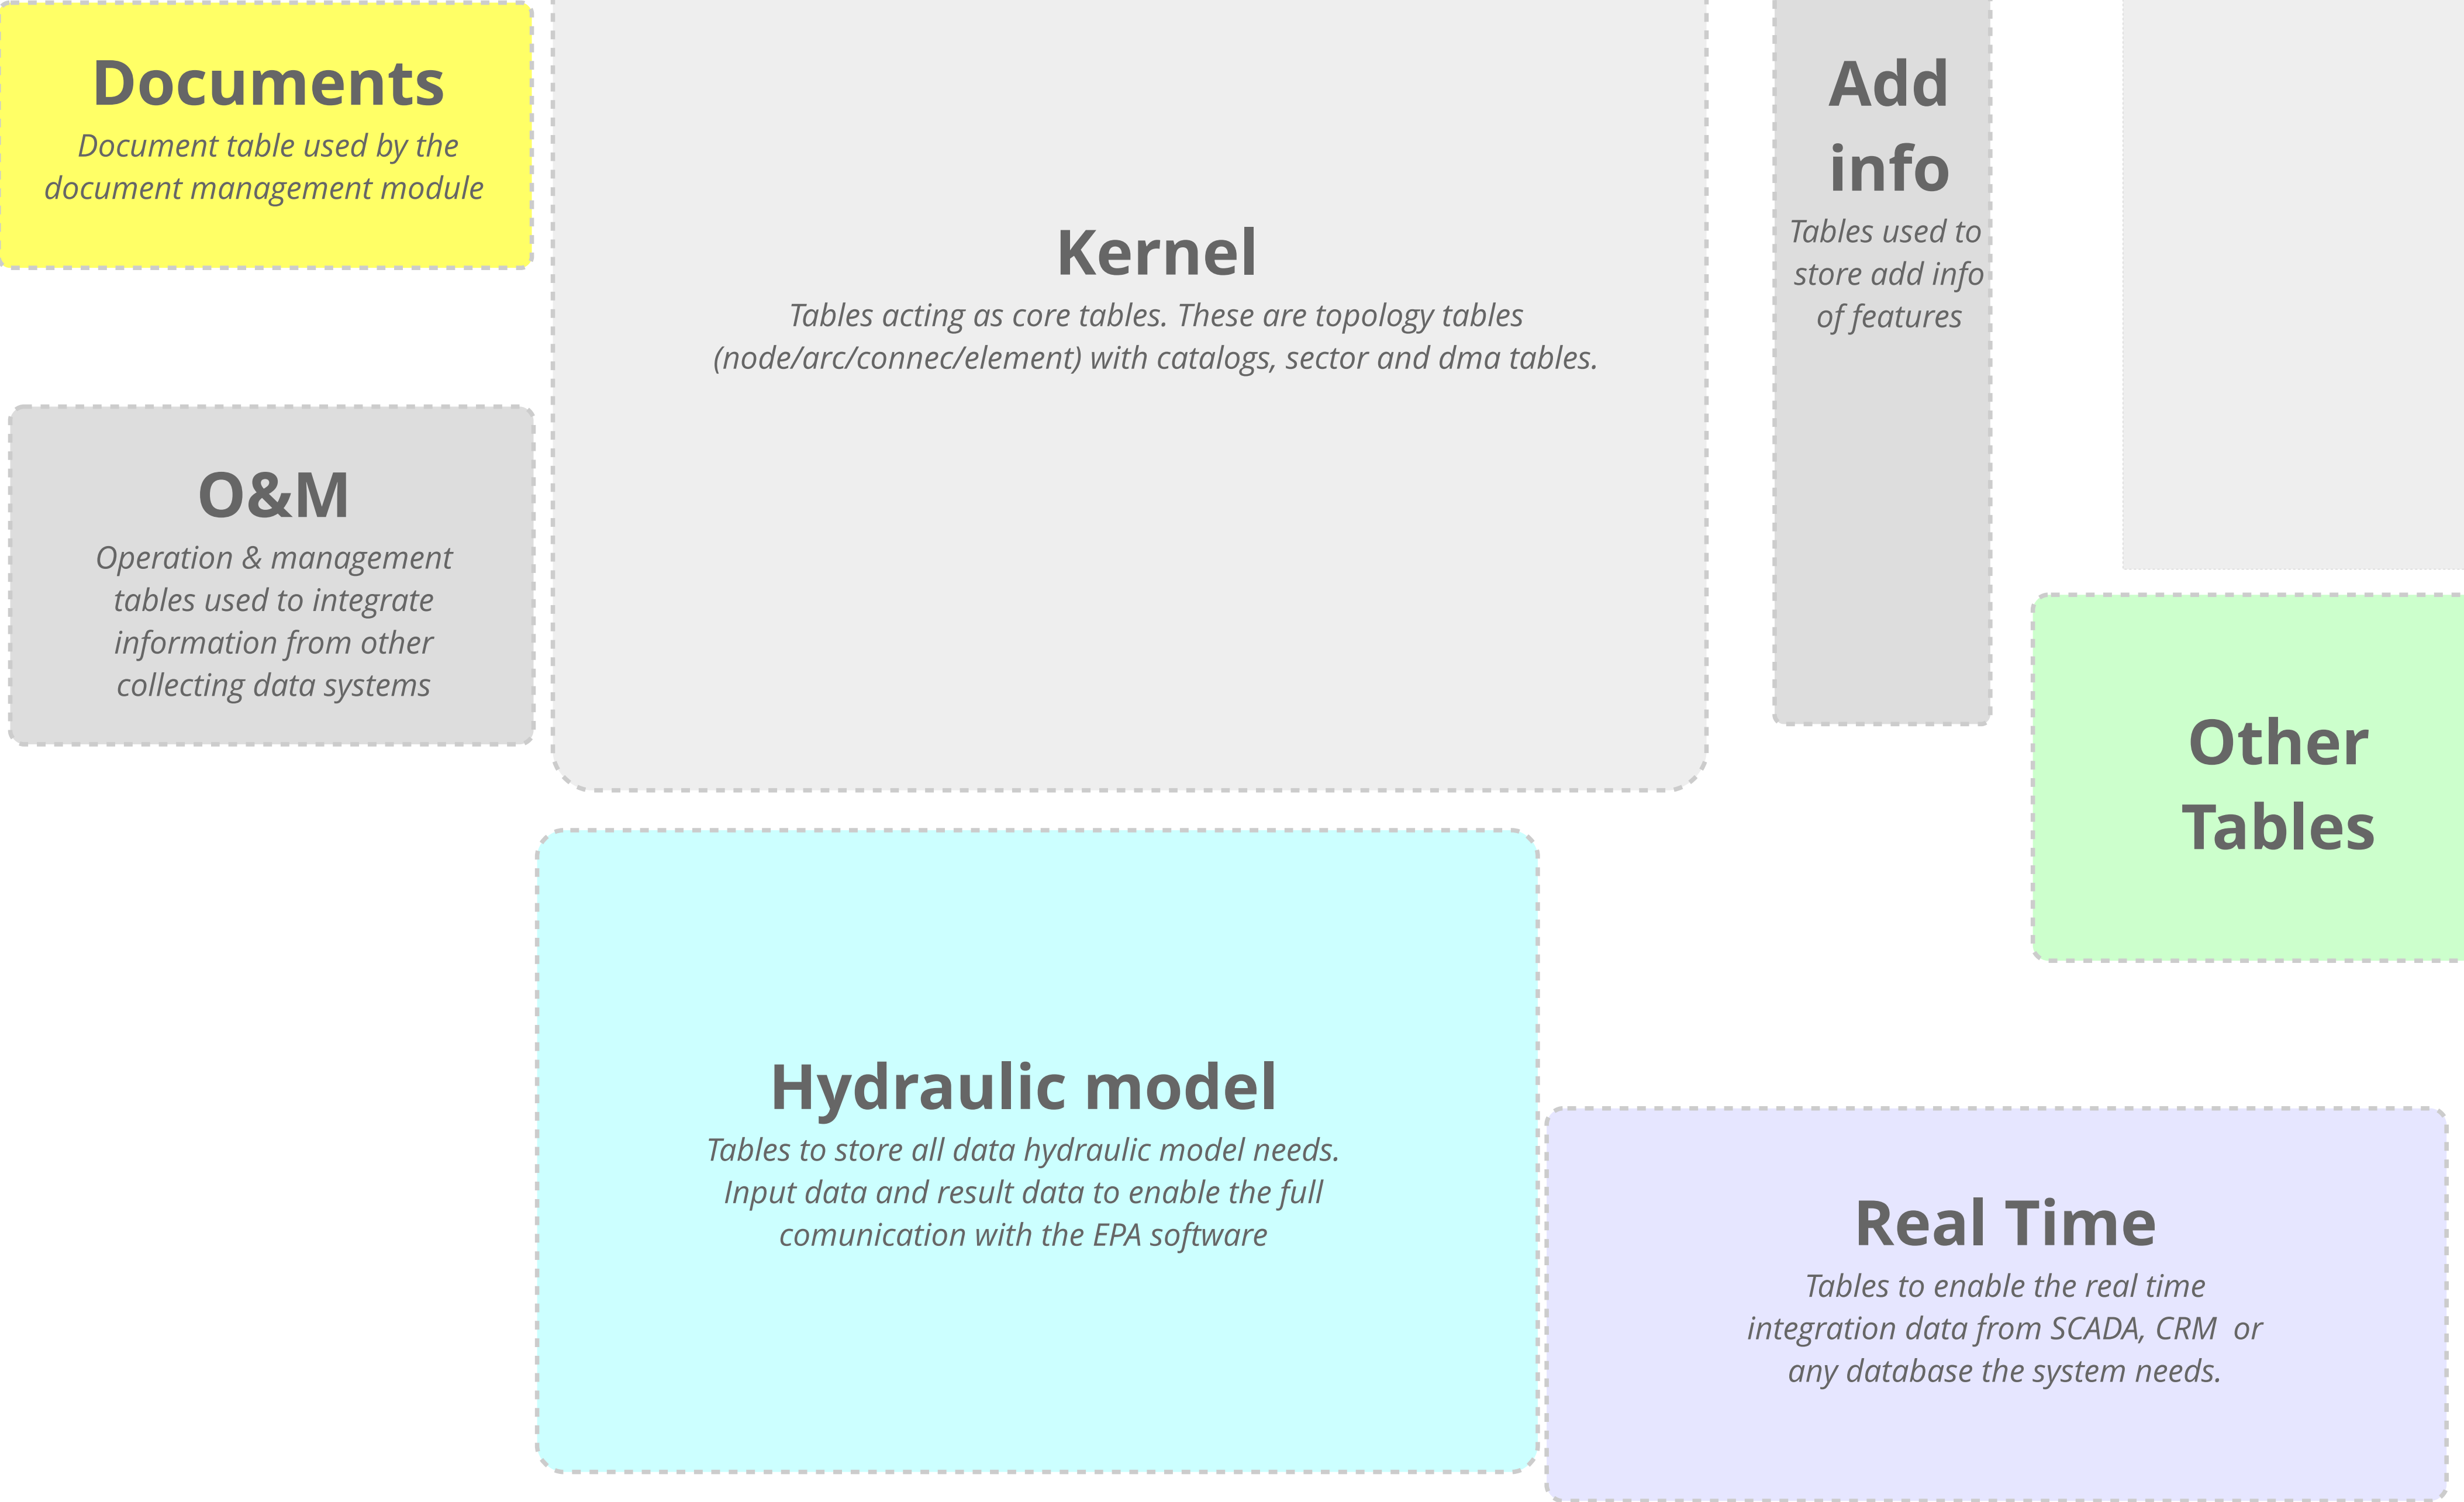 Documents
Document table used by the
document management module
Kernel
Tables acting as core tables. These are topology tables
(node/arc/connec/element) with catalogs, sector and dma tables.
Add
info
Tables used to
store add info
of features
O&M
Operation & management
tables used to integrate
information from other
collecting data systems
Other
Tables
Hydraulic model
Tables to store all data hydraulic model needs.
Input data and result data to enable the full
comunication with the EPA software
Real Time
Tables to enable the real time
integration data from SCADA, CRM  or
any database the system needs.